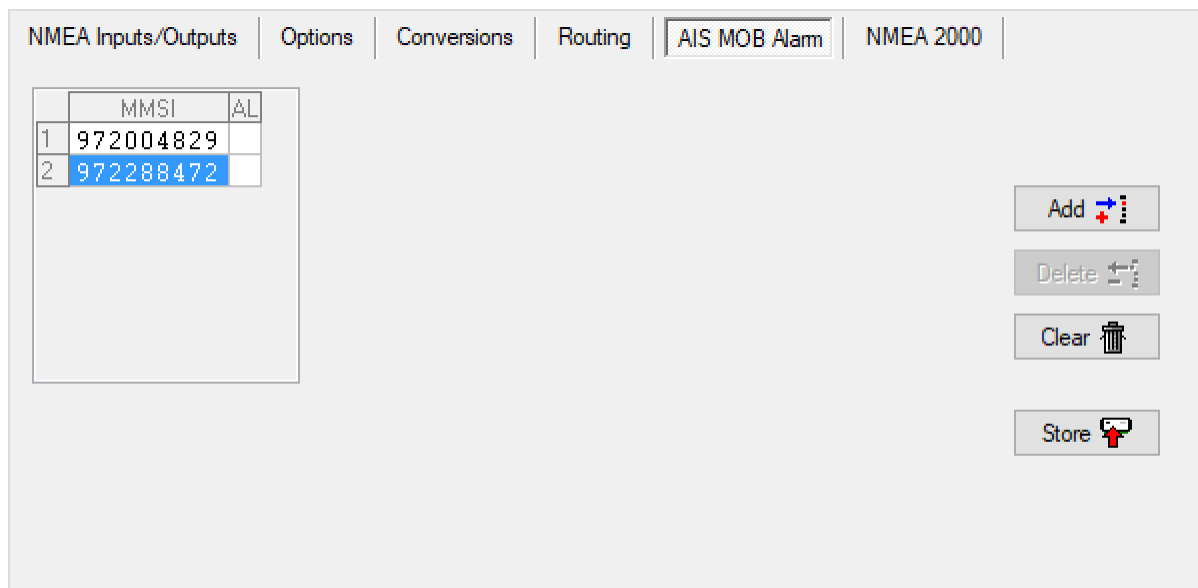 NMEA Inputs/Outputs Options Conversions Routing AIS MOB Alarm NMEA 2000
MMSI AL
1 972004829
2 972288472
Add
Delete
Clear
Store